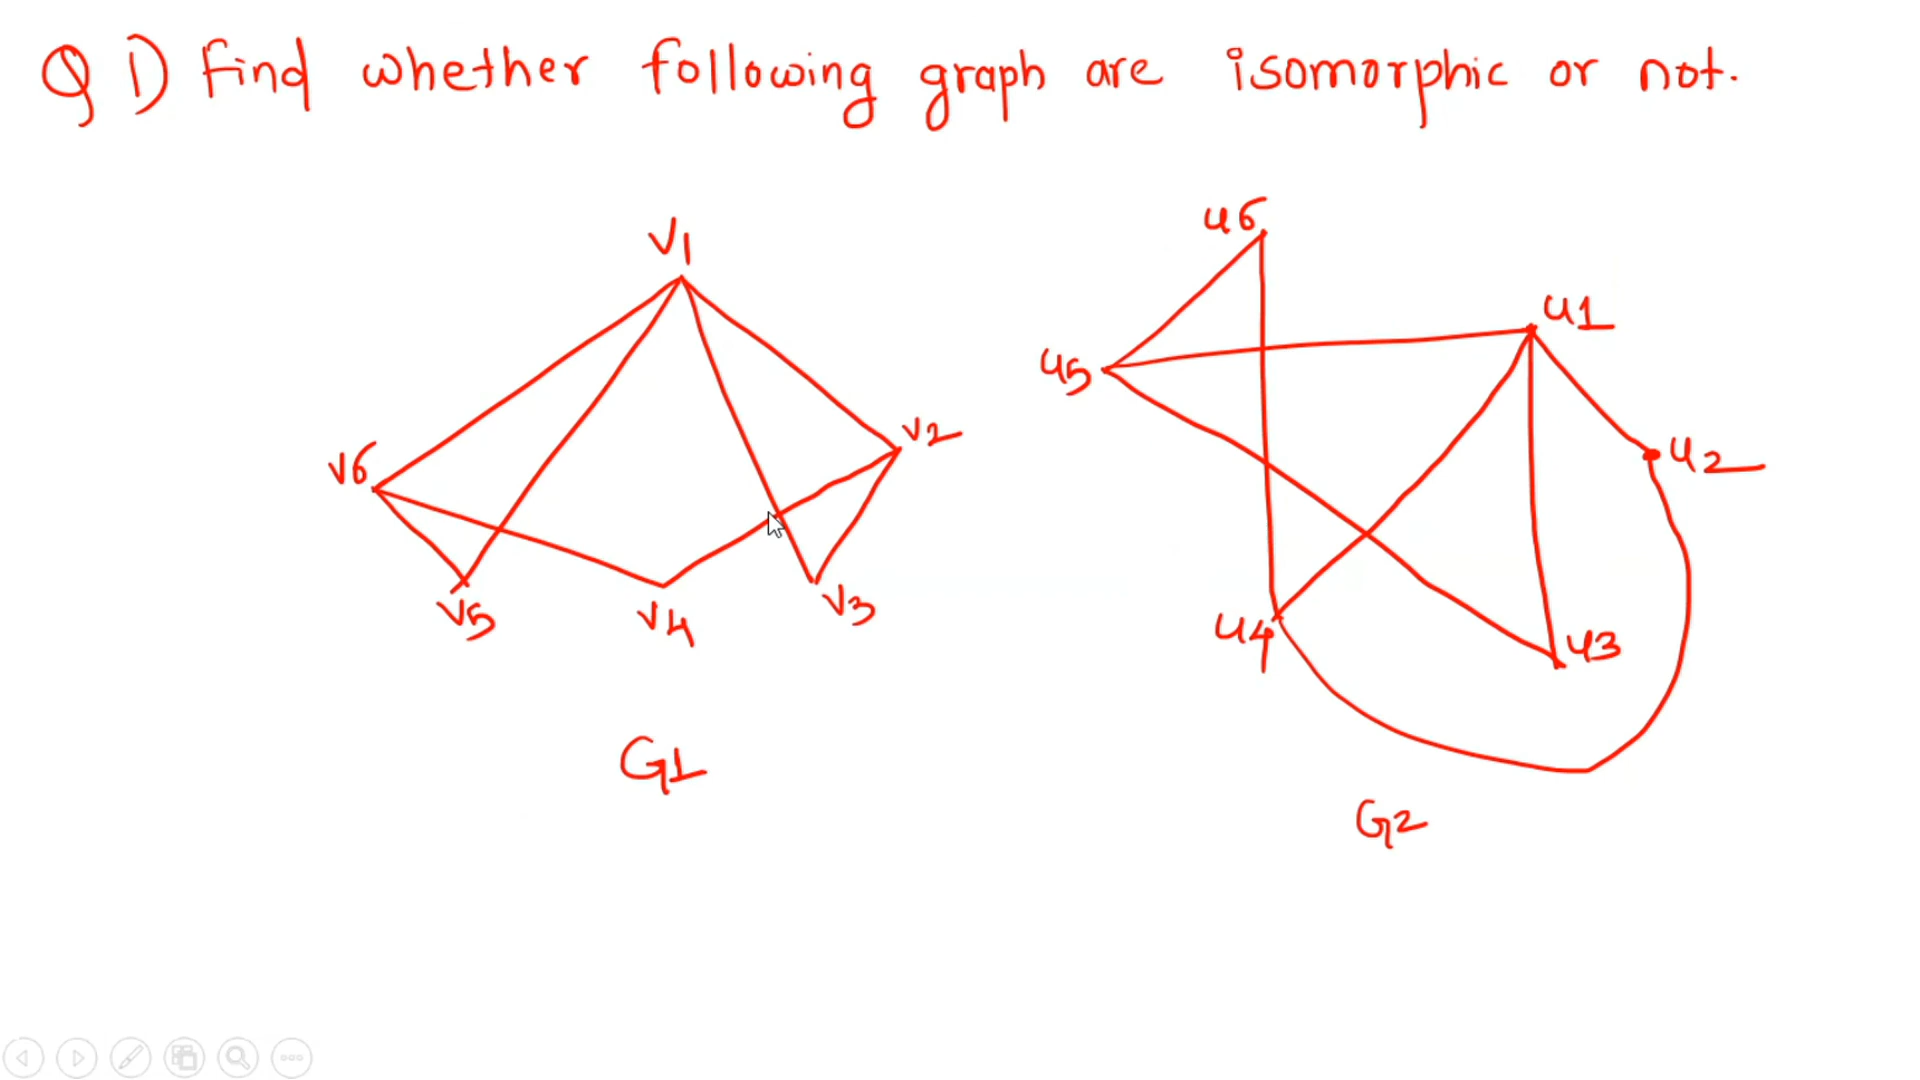 Q 1) find whether following graph are isomorphic or not.
V1
V6
V2
V5
V4
V3
G1
u6
u1
u5
u2
u4
u3
G2